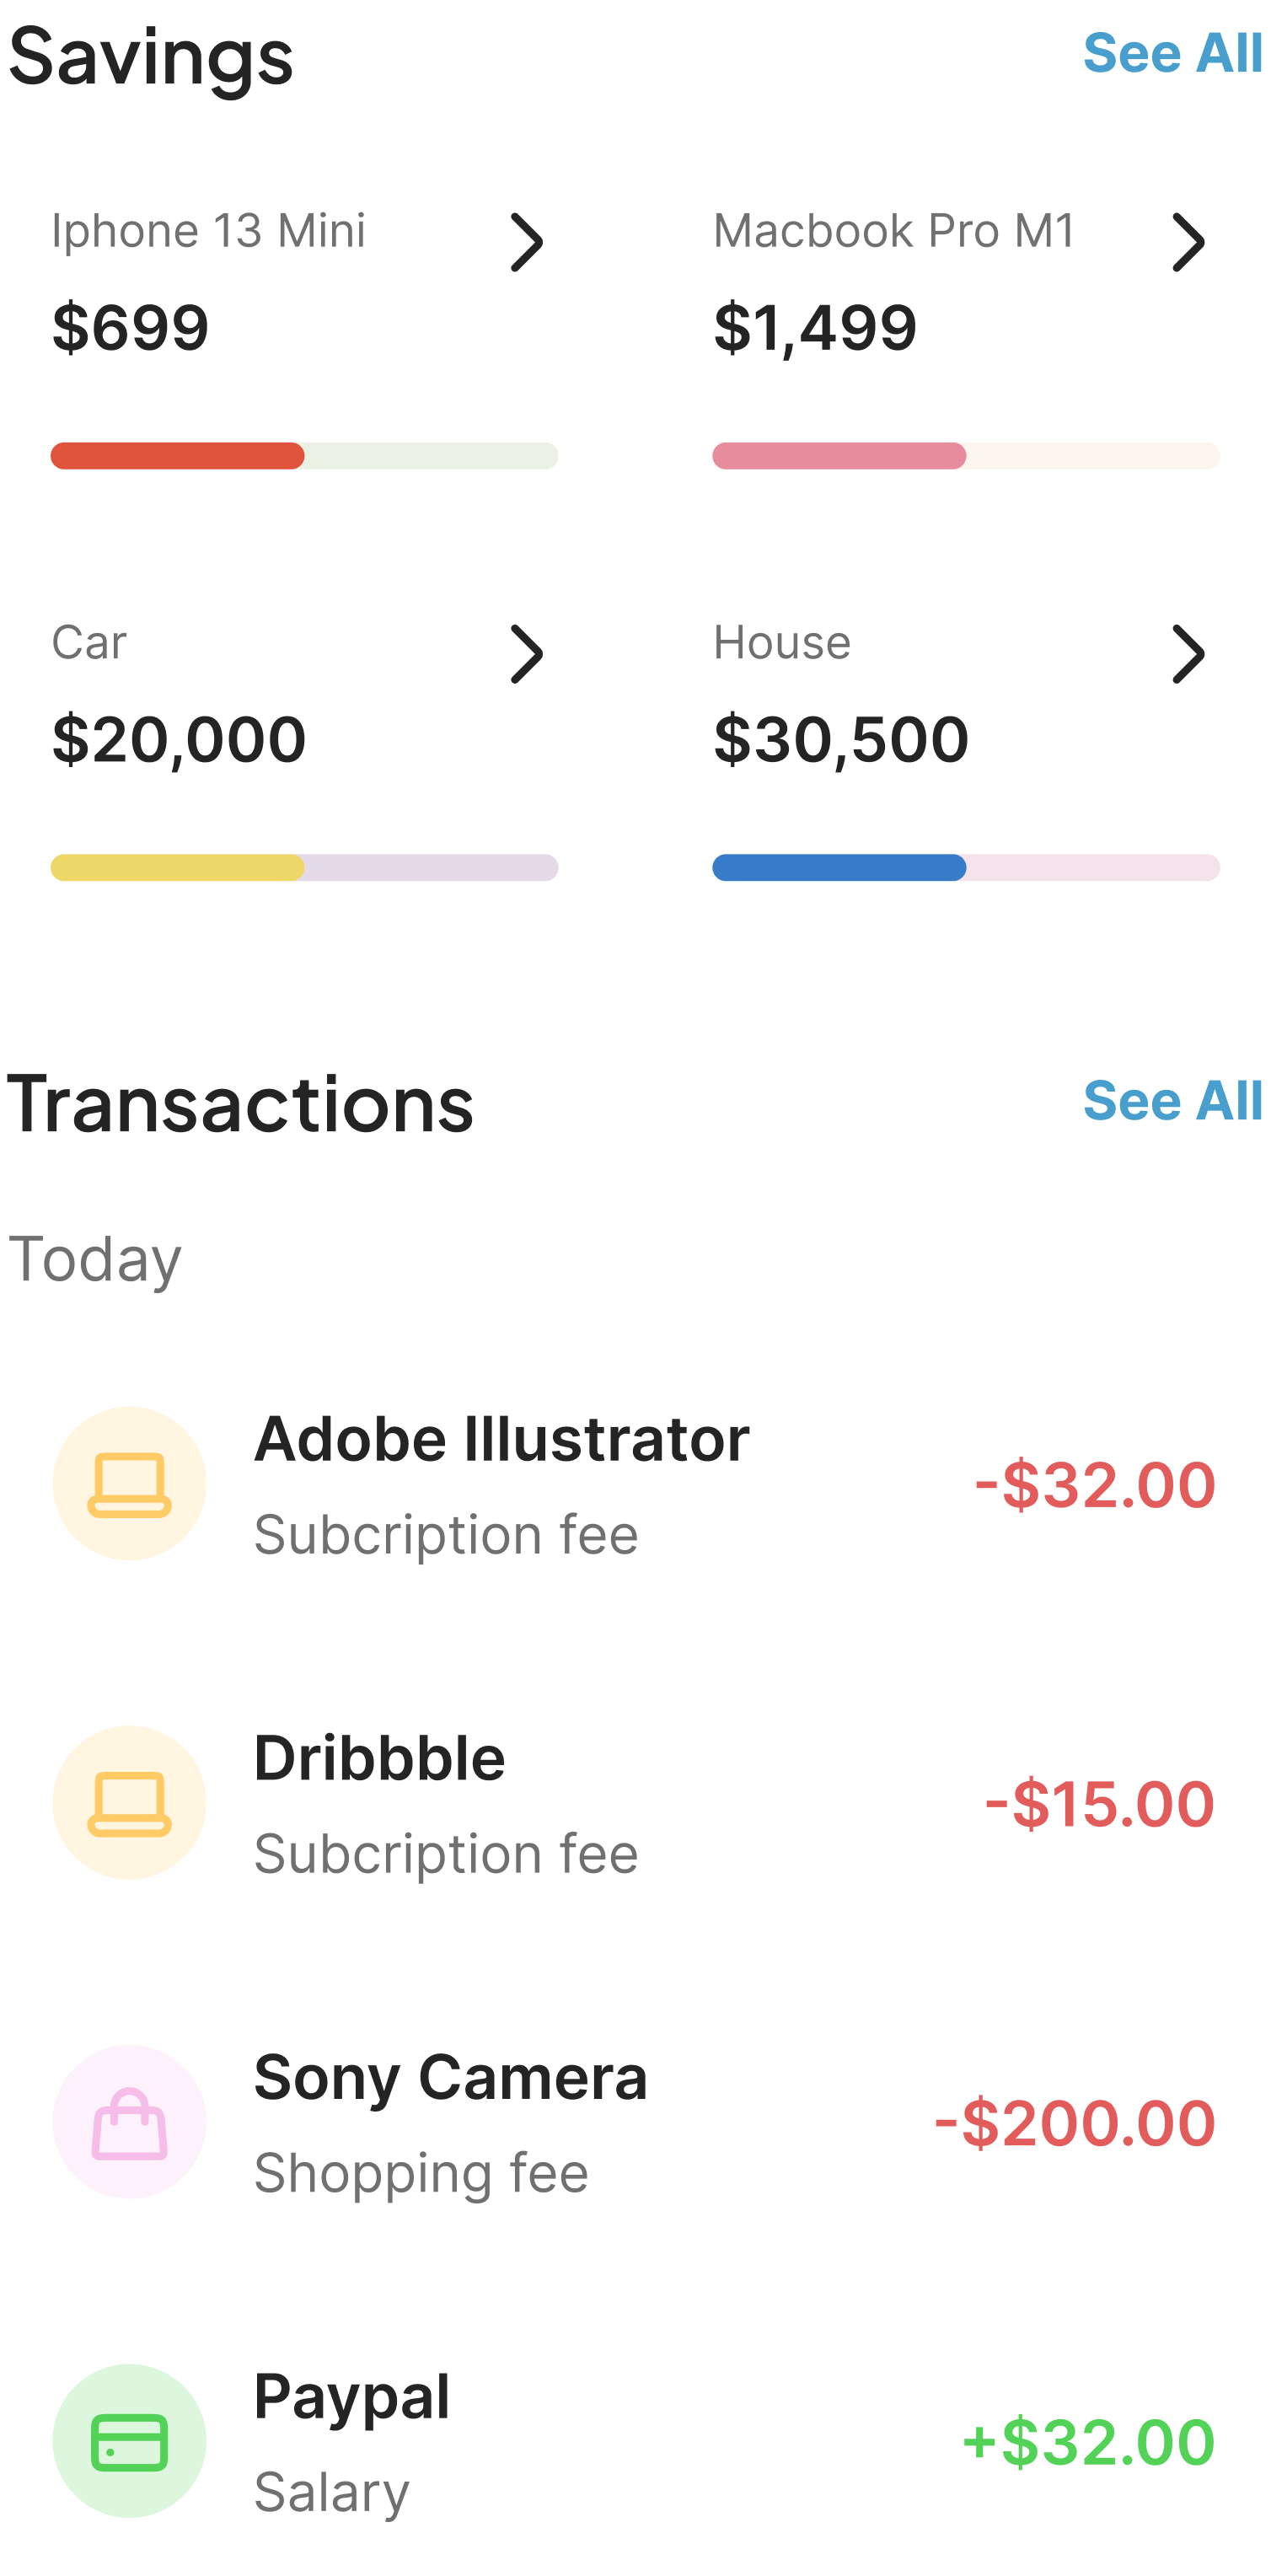 Savings
See All
Iphone 13 Mini
$699
Macbook Pro M1
$1,499
Car
$20,000
House
$30,500
Transactions
See All
Today
Adobe Illustrator
Subcription fee
-$32.00
Dribbble
Subcription fee
-$15.00
Sony Camera
Shopping fee
-$200.00
Paypal
Salary
+$32.00